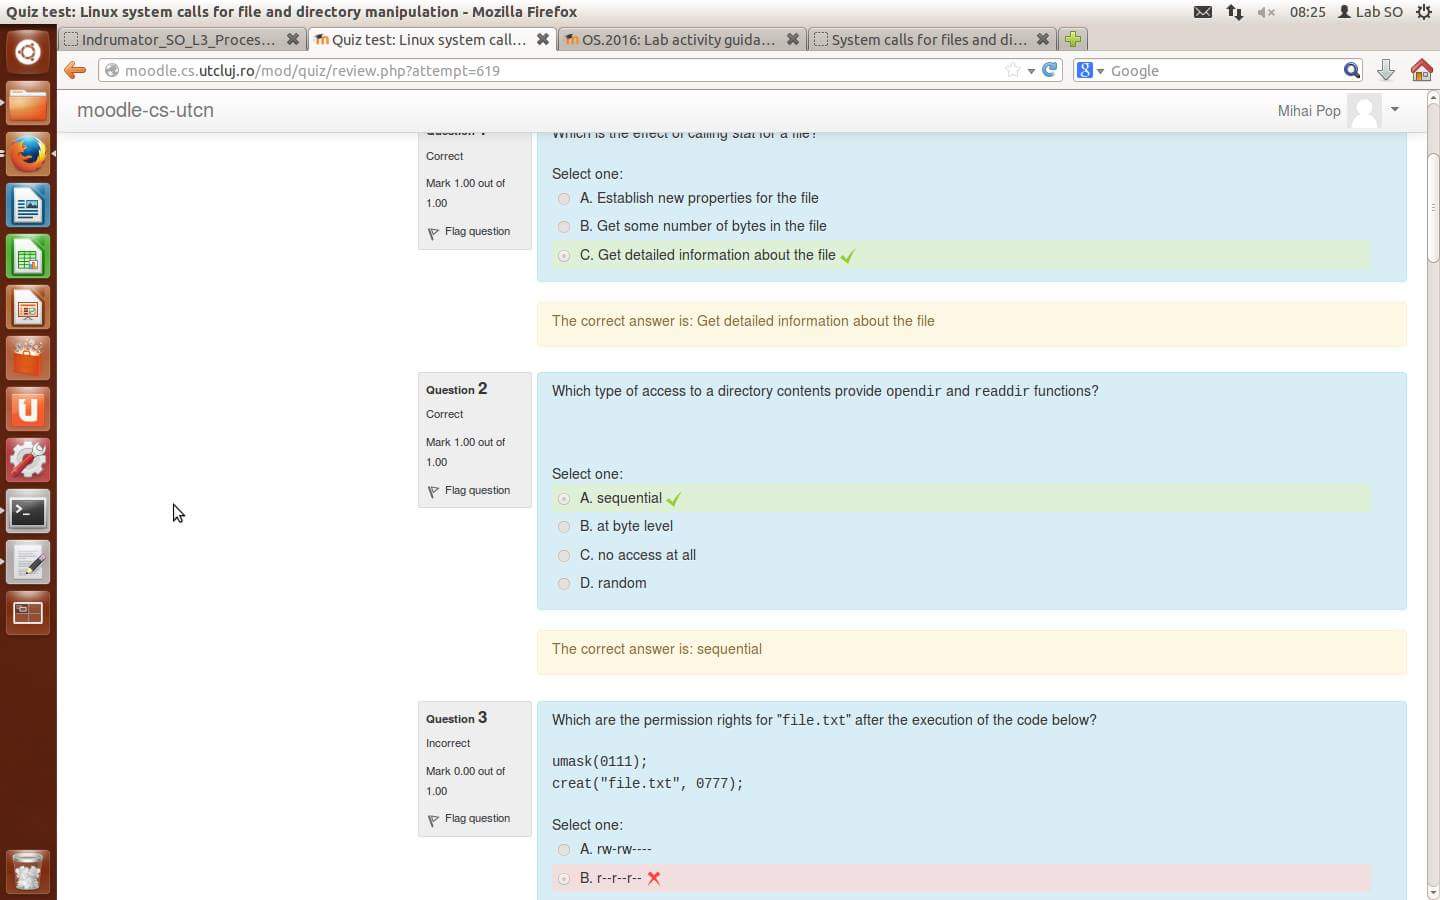 Quiz test: Linux system calls for file and directory manipulation - Mozilla Firefox
08:25 Lab SO
Indrumator_SO_L3_Proces...
Quiz test: Linux system call...
OS.2016: Lab activity guida...
System calls for files and di...
moodle.cs.utcluj.ro/mod/quiz/review.php?attempt=619
Google
moodle-cs-utcn
Mihai Pop
Question 1
Correct
Mark 1.00 out of
1.00
Flag question
Which is the effect of calling stat for a file?
Select one:
A. Establish new properties for the file
B. Get some number of bytes in the file
C. Get detailed information about the file
The correct answer is: Get detailed information about the file
Question 2
Correct
Mark 1.00 out of
1.00
Flag question
Which type of access to a directory contents provide opendir and readdir functions?
Select one:
A. sequential
B. at byte level
C. no access at all
D. random
The correct answer is: sequential
Question 3
Incorrect
Mark 0.00 out of
1.00
Flag question
Which are the permission rights for "file.txt" after the execution of the code below?
umask(0111);
creat("file.txt", 0777);
Select one:
A. rw-rw----
B. r--r--r--